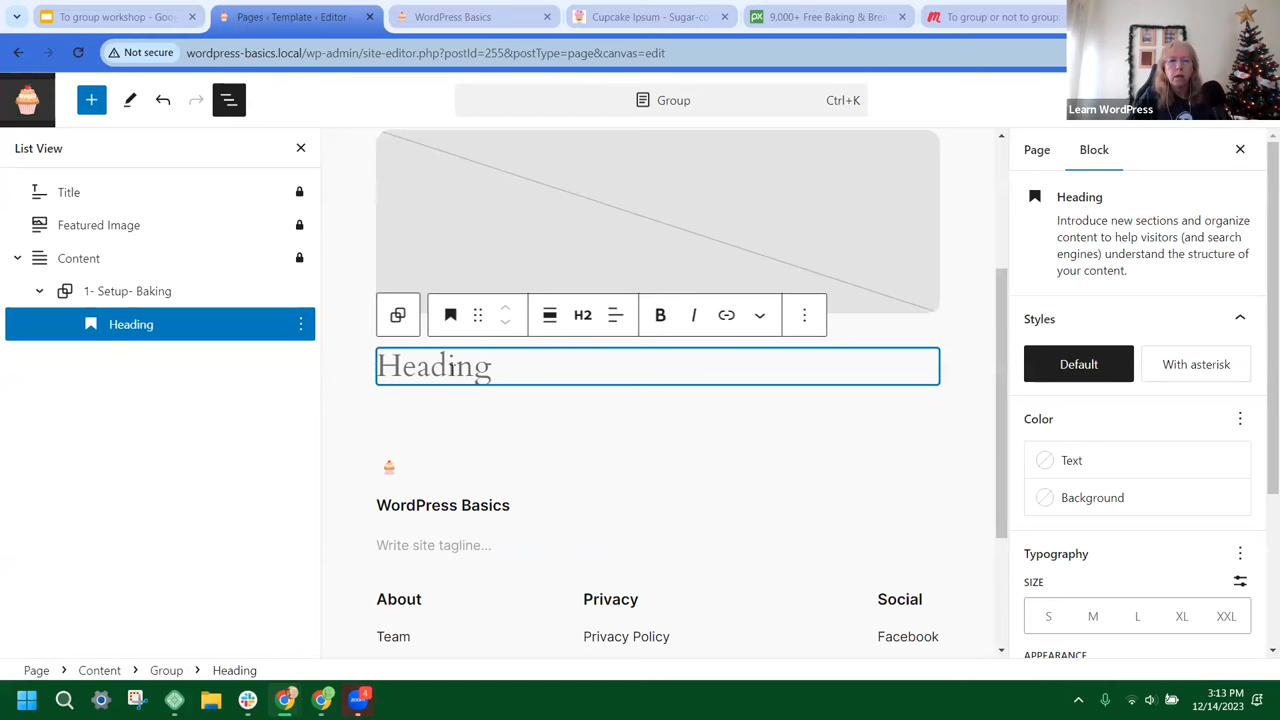 To group workshop - Goo
Pages ‹ Template ‹ Editor
WordPress Basics
Cupcake Ipsum - Sugar-co
9,000+ Free Baking & Brea
To group or not to group:
Not secure
wordpress-basics.local/wp-admin/site-editor.php?postId=255&postType=page&canvas=edit
Learn WordPress
Group
Ctrl+K
List View
Title
Featured Image
Content
1- Setup- Baking
Heading
H2
B
I
Heading
WordPress Basics
Write site tagline...
About
Privacy
Social
Team
Privacy Policy
Facebook
Page
Block
Heading
Introduce new sections and organize
content to help visitors (and search
engines) understand the structure of
your content.
Styles
Default
With asterisk
Color
Text
Background
Typography
SIZE
S
M
L
XL
XXL
APPEARANCE
Page > Content > Group > Heading
4
3:13 PM
12/14/2023